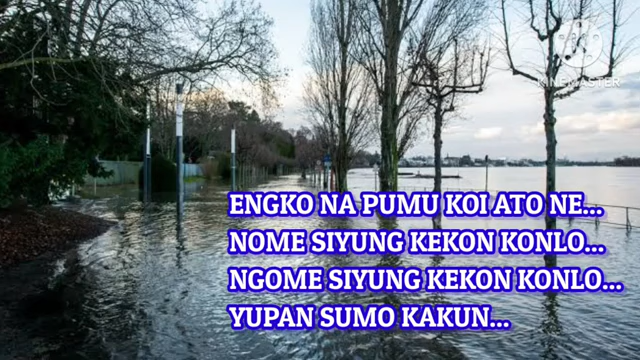 KINEMASTER
ENGKO NA PUMU KOI ATO NE...
NOME SIYUNG KEKON KONLO...
NGOME SIYUNG KEKON KONLO...
YUPAN SUMO KAKUN...